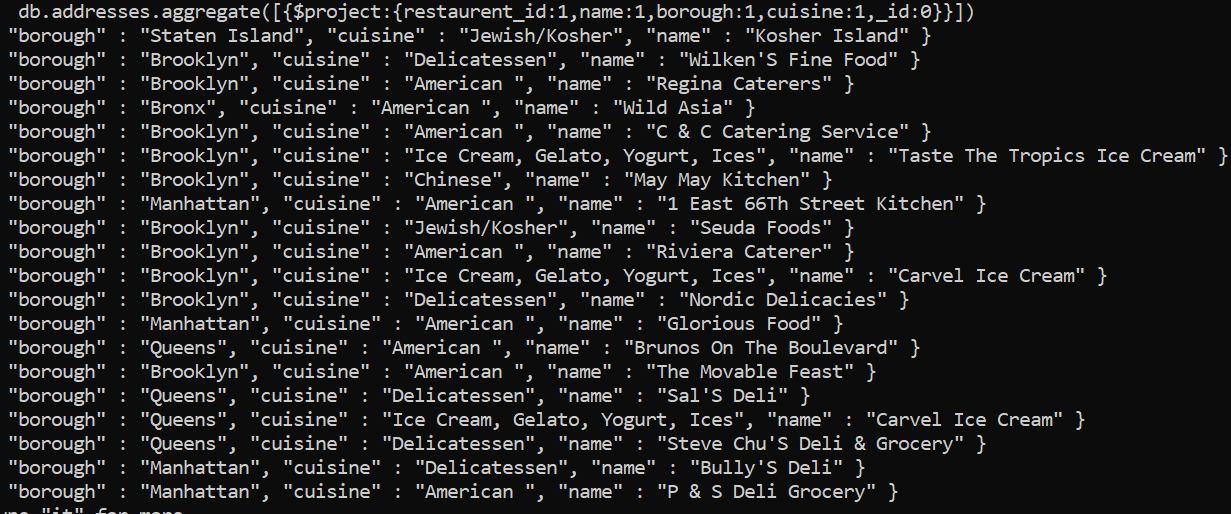 db.addresses.aggregate([{$project:{restaurent_id:1,name:1,borough:1,cuisine:1,_id:0}}])
"borough" : "Staten Island", "cuisine" : "Jewish/Kosher", "name" : "Kosher Island" }
"borough" : "Brooklyn", "cuisine" : "Delicatessen", "name" : "Wilken'S Fine Food" }
"borough" : "Brooklyn", "cuisine" : "American ", "name" : "Regina Caterers" }
"borough" : "Bronx", "cuisine" : "American ", "name" : "Wild Asia" }
"borough" : "Brooklyn", "cuisine" : "American ", "name" : "C & C Catering Service" }
"borough" : "Brooklyn", "cuisine" : "Ice Cream, Gelato, Yogurt, Ices", "name" : "Taste The Tropics Ice Cream" }
"borough" : "Brooklyn", "cuisine" : "Chinese", "name" : "May May Kitchen" }
"borough" : "Manhattan", "cuisine" : "American ", "name" : "1 East 66Th Street Kitchen" }
"borough" : "Brooklyn", "cuisine" : "Jewish/Kosher", "name" : "Seuda Foods" }
"borough" : "Brooklyn", "cuisine" : "American ", "name" : "Riviera Caterer" }
"borough" : "Brooklyn", "cuisine" : "Ice Cream, Gelato, Yogurt, Ices", "name" : "Carvel Ice Cream" }
"borough" : "Brooklyn", "cuisine" : "Delicatessen", "name" : "Nordic Delicacies" }
"borough" : "Manhattan", "cuisine" : "American ", "name" : "Glorious Food" }
"borough" : "Queens", "cuisine" : "American ", "name" : "Brunos On The Boulevard" }
"borough" : "Brooklyn", "cuisine" : "American ", "name" : "The Movable Feast" }
"borough" : "Queens", "cuisine" : "Delicatessen", "name" : "Sal'S Deli" }
"borough" : "Queens", "cuisine" : "Ice Cream, Gelato, Yogurt, Ices", "name" : "Carvel Ice Cream" }
"borough" : "Queens", "cuisine" : "Delicatessen", "name" : "Steve Chu'S Deli & Grocery" }
"borough" : "Manhattan", "cuisine" : "Delicatessen", "name" : "Bully'S Deli" }
"borough" : "Manhattan", "cuisine" : "American ", "name" : "P & S Deli Grocery" }
"it" for more